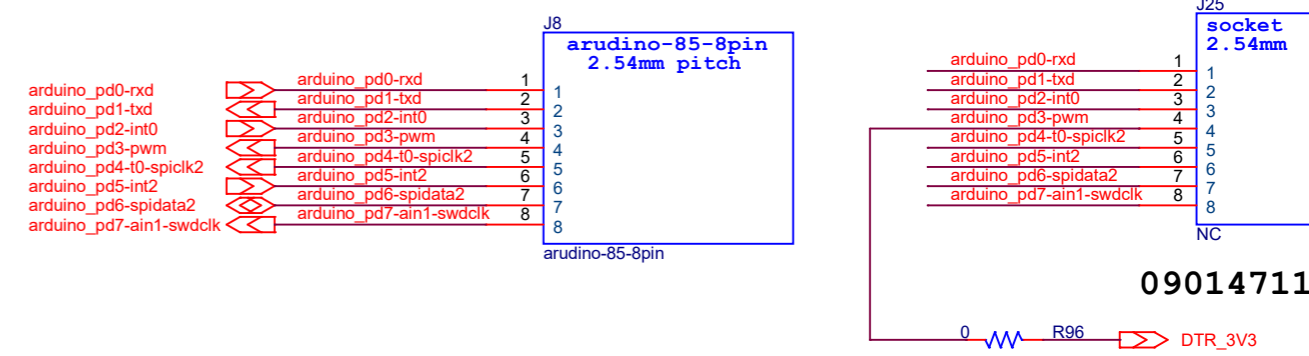 J8
arudino-85-8pin
2.54mm pitch
arduino_pd0-rxd
arduino_pd1-txd
arduino_pd2-int0
arduino_pd3-pwm
arduino_pd4-t0-spiclk2
arduino_pd5-int2
arduino_pd6-spidata2
arduino_pd7-ain1-swdclk
arduino_pd0-rxd 1 1
arduino_pd1-txd 2 2
arduino_pd2-int0 3 3
arduino_pd3-pwm 4 4
arduino_pd4-t0-spiclk2 5 5
arduino_pd5-int2 6 6
arduino_pd6-spidata2 7 7
arduino_pd7-ain1-swdclk 8 8
arudino-85-8pin
J25
socket
2.54mm
arduino_pd0-rxd 1 1
arduino_pd1-txd 2 2
arduino_pd2-int0 3 3
arduino_pd3-pwm 4 4
arduino_pd4-t0-spiclk2 5 5
arduino_pd5-int2 6 6
arduino_pd6-spidata2 7 7
arduino_pd7-ain1-swdclk 8 8
NC
09014711
0 R96 DTR_3V3